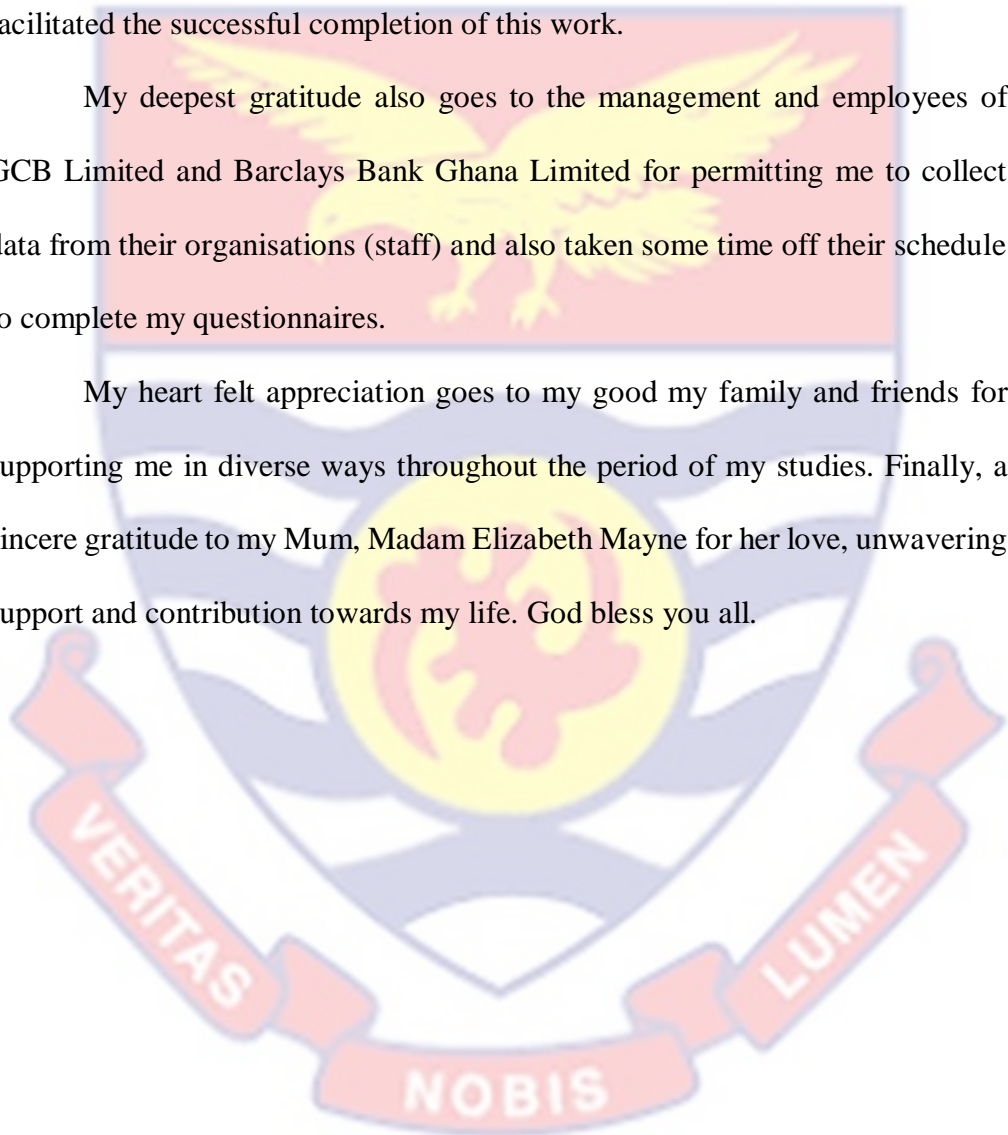 facilitated the successful completion of this work.
My deepest gratitude also goes to the management and employees of
GCB Limited and Barclays Bank Ghana Limited for permitting me to collect
data from their organisations (staff) and also taken some time off their schedule
o complete my questionnaires.
My heart felt appreciation goes to my good my family and friends for
upporting me in diverse ways throughout the period of my studies. Finally, a
incere gratitude to my Mum, Madam Elizabeth Mayne for her love, unwavering
upport and contribution towards my life. God bless you all.
VERITAS
NOBIS
LUMEN